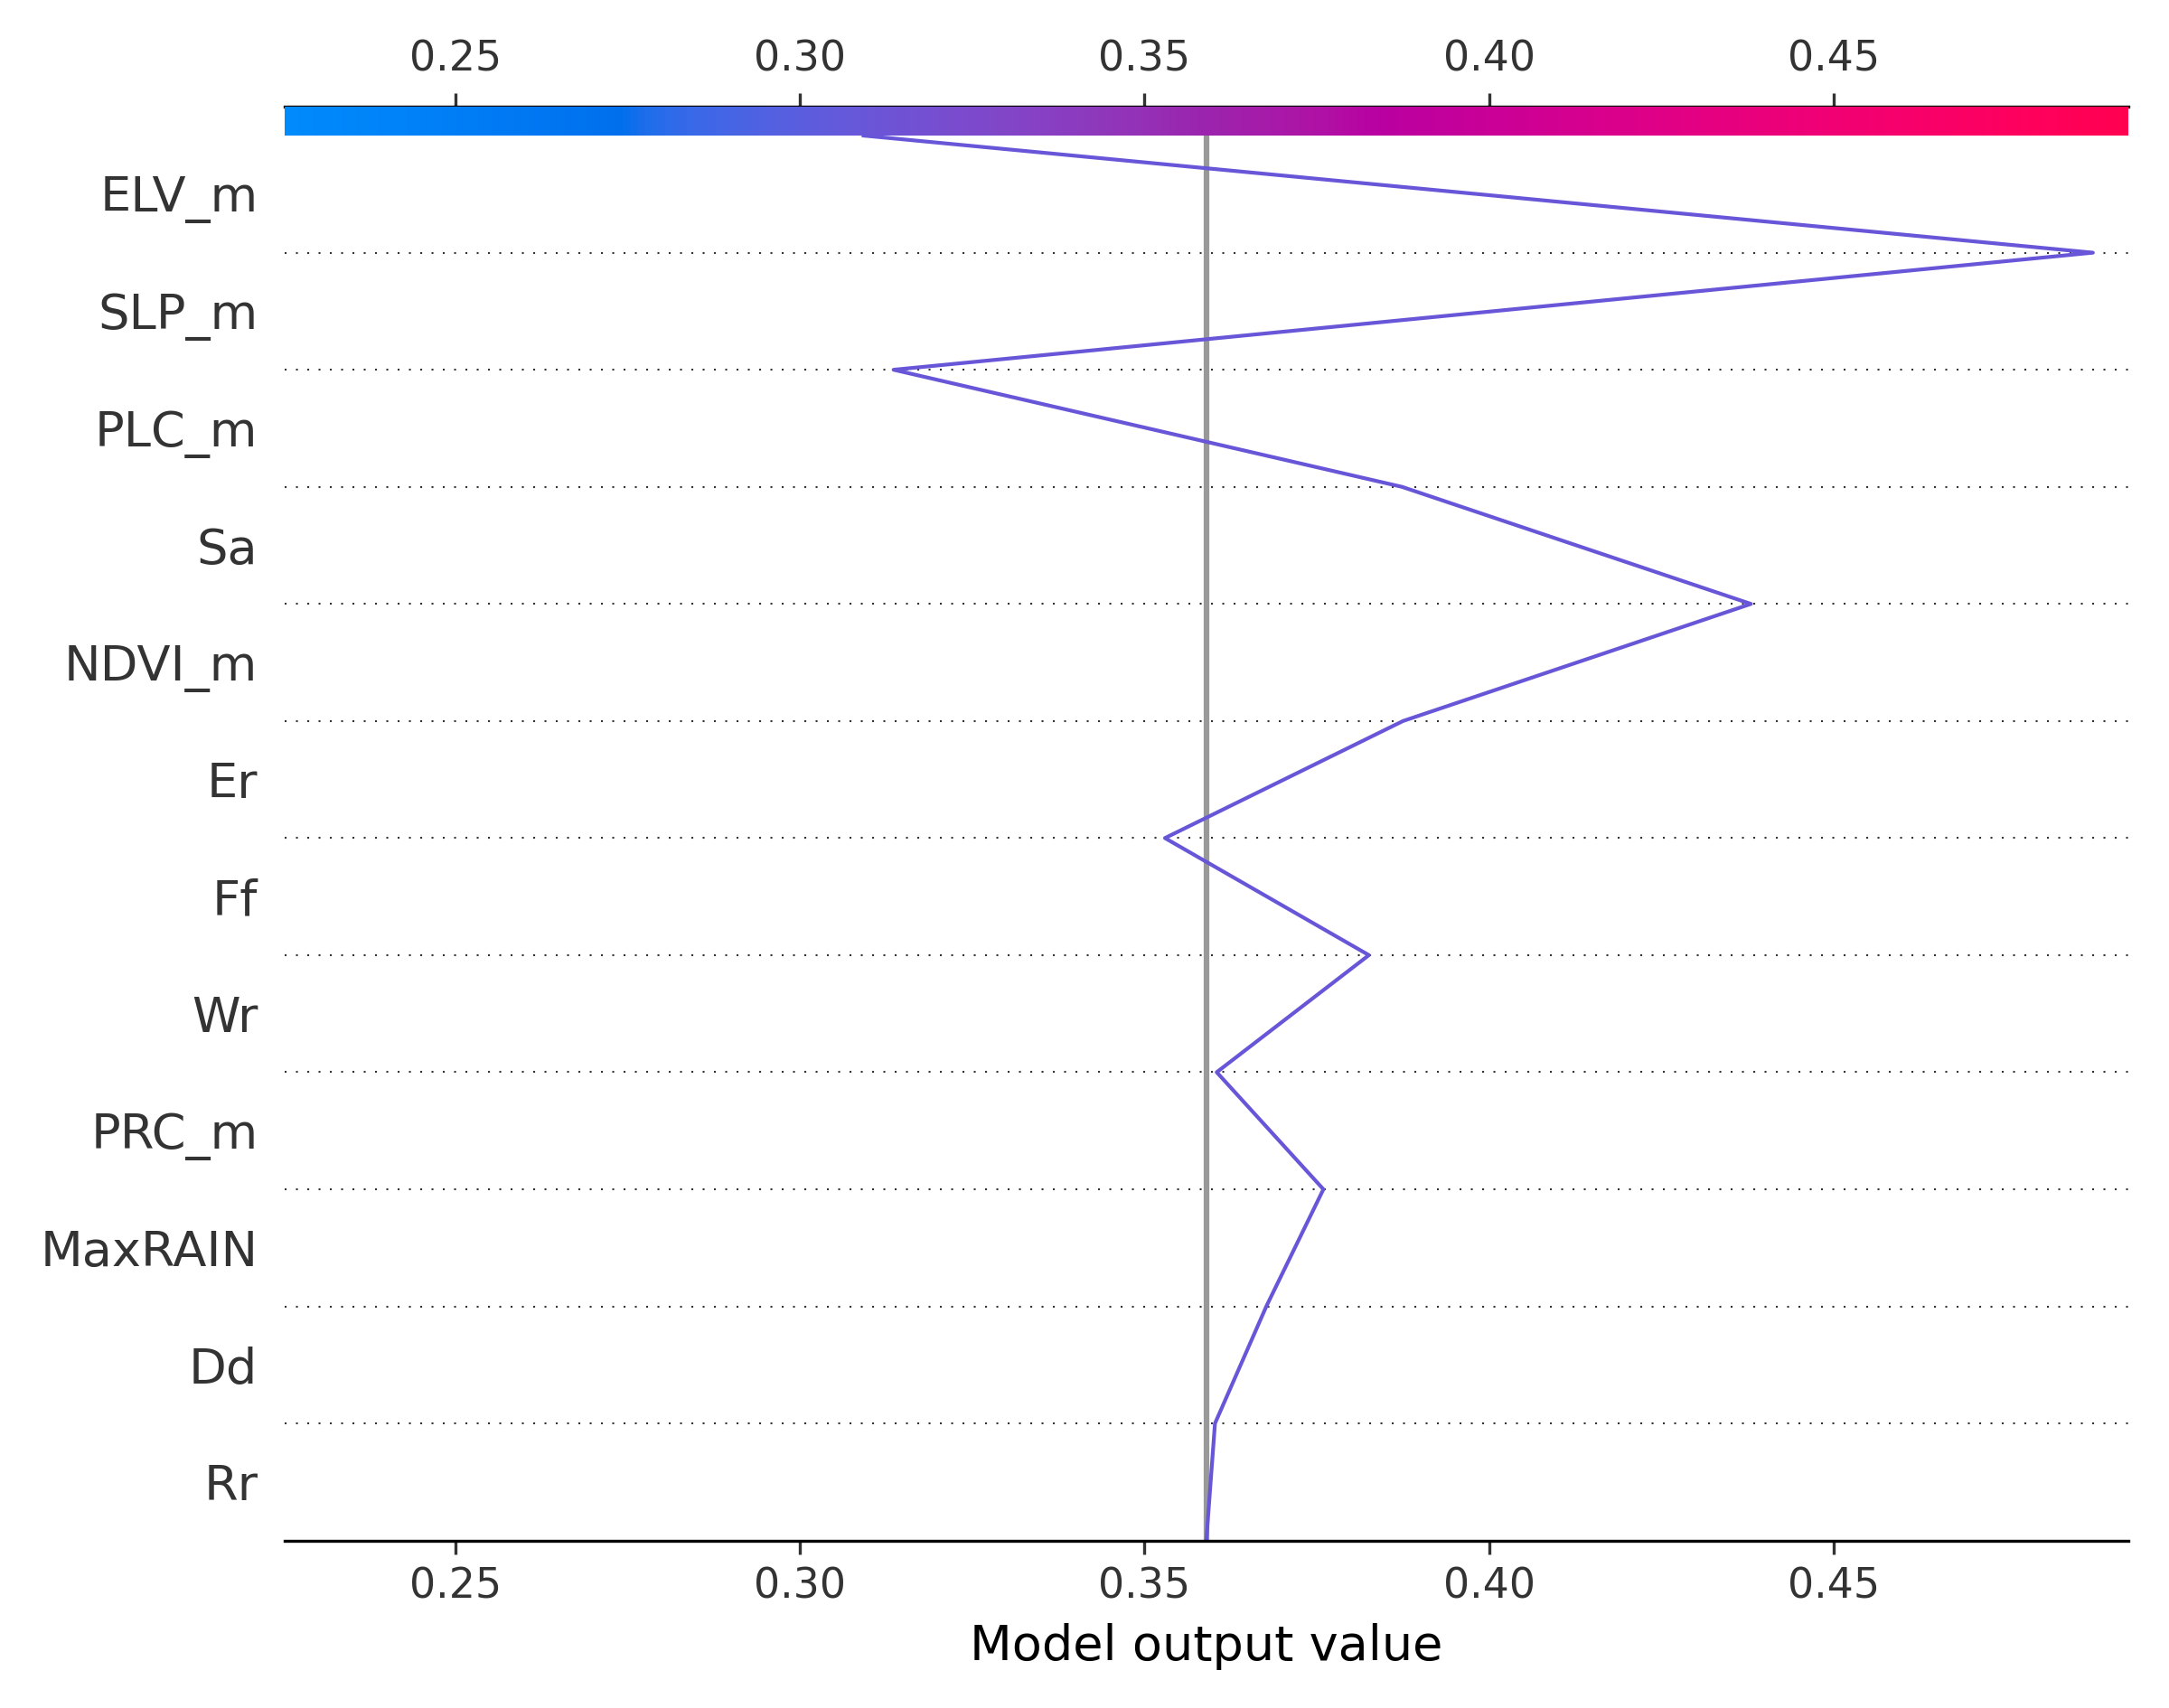 0.25 0.30 0.35 0.40 0.45
ELV_m
SLP_m
PLC_m
Sa
NDVI_m
Er
Ff
Wr
PRC_m
MaxRAIN
Dd
Rr
0.25 0.30 0.35 0.40 0.45
Model output value